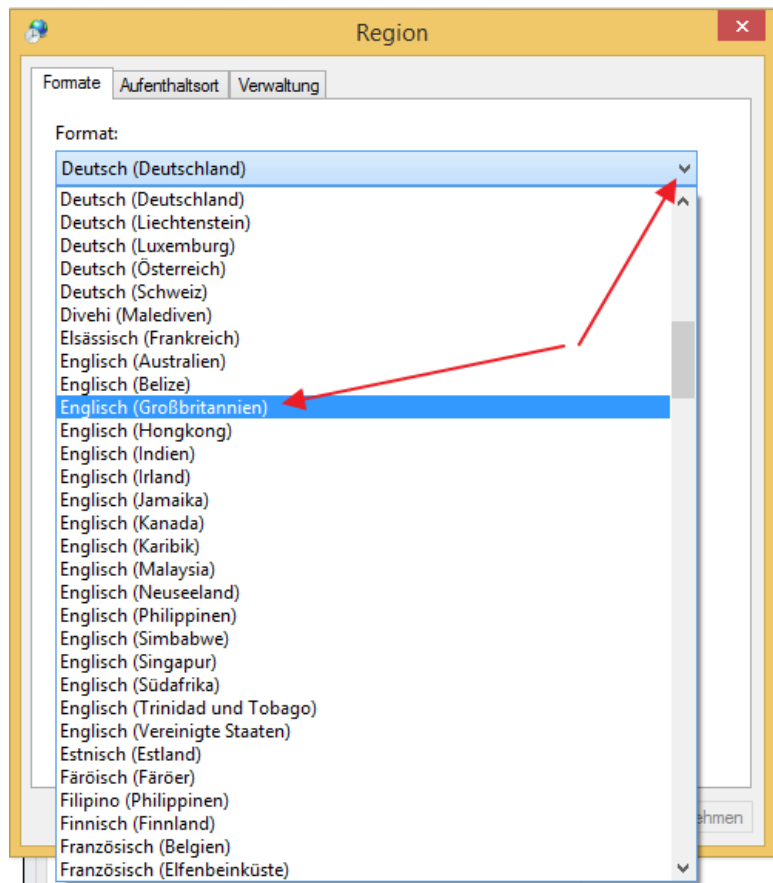 Region
Formate Aufenthaltsort Verwaltung
Format:
Deutsch (Deutschland)
Deutsch (Deutschland)
Deutsch (Liechtenstein)
Deutsch (Luxemburg)
Deutsch (Österreich)
Deutsch (Schweiz)
Divehi (Malediven)
Elsässisch (Frankreich)
Englisch (Australien)
Englisch (Belize)
Englisch (Großbritannien)
Englisch (Hongkong)
Englisch (Indien)
Englisch (Irland)
Englisch (Jamaika)
Englisch (Kanada)
Englisch (Karibik)
Englisch (Malaysia)
Englisch (Neuseeland)
Englisch (Philippinen)
Englisch (Simbabwe)
Englisch (Singapur)
Englisch (Südafrika)
Englisch (Trinidad und Tobago)
Englisch (Vereinigte Staaten)
Estnisch (Estland)
Färöisch (Färöer)
Filipino (Philippinen)
Finnisch (Finnland)
ehmen
Französisch (Belgien)
Französisch (Elfenbeinküste)